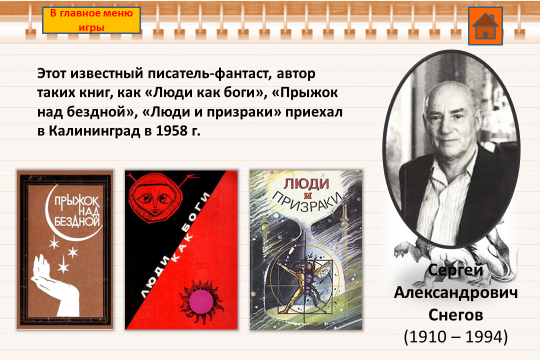 В главное меню
игры
Этот известный писатель-фантаст, автор
таких книг, как «Люди как боги», «Прыжок
над бездной», «Люди и призраки» приехал
в Калининград в 1958 г.
ПРЫЖОК
НАД
БЕЗДНОЙ
ЛЮДИ
КАК БОГИ
ЛЮДИ
И
ПРИЗРАКИ
Сергей
Александрович
Снегов
(1910 – 1994)